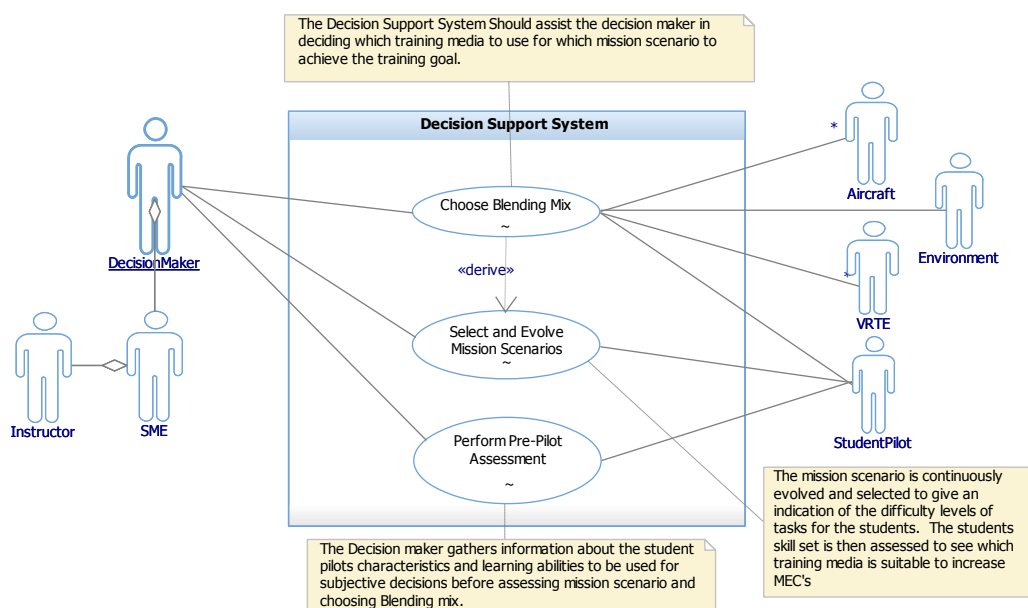 The Decision Support System Should assist the decision maker in
deciding which training media to use for which mission scenario to
achieve the training goal.
Decision Support System
*
Aircraft
Choose Blending Mix
~
Environment
DecisionMaker
«derive»
*
VRTE
Select and Evolve
Mission Scenarios
~
Instructor
SME
StudentPilot
Perform Pre-Pilot
Assessment
~
The mission scenario is continuously
evolved and selected to give an
indication of the difficulty levels of
tasks for the students.  The students
skill set is then assessed to see which
training media is suitable to increase
MEC's
The Decision maker gathers information about the student
pilots characteristics and learning abilities to be used for
subjective decisions before assessing mission scenario and
choosing Blending mix.